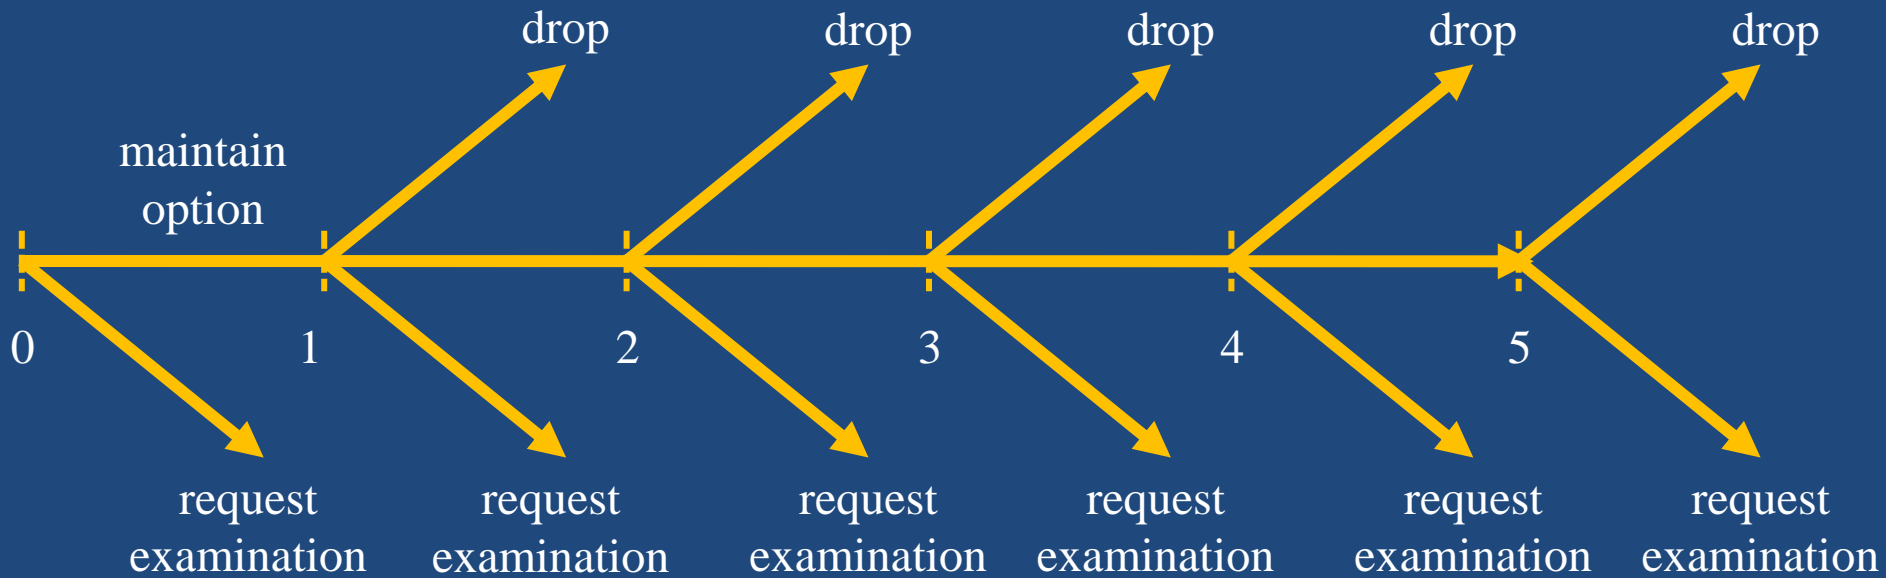 drop drop drop drop drop
maintain
option
0 1 2 3 4 5
request request request request request request
examination examination examination examination examination examination